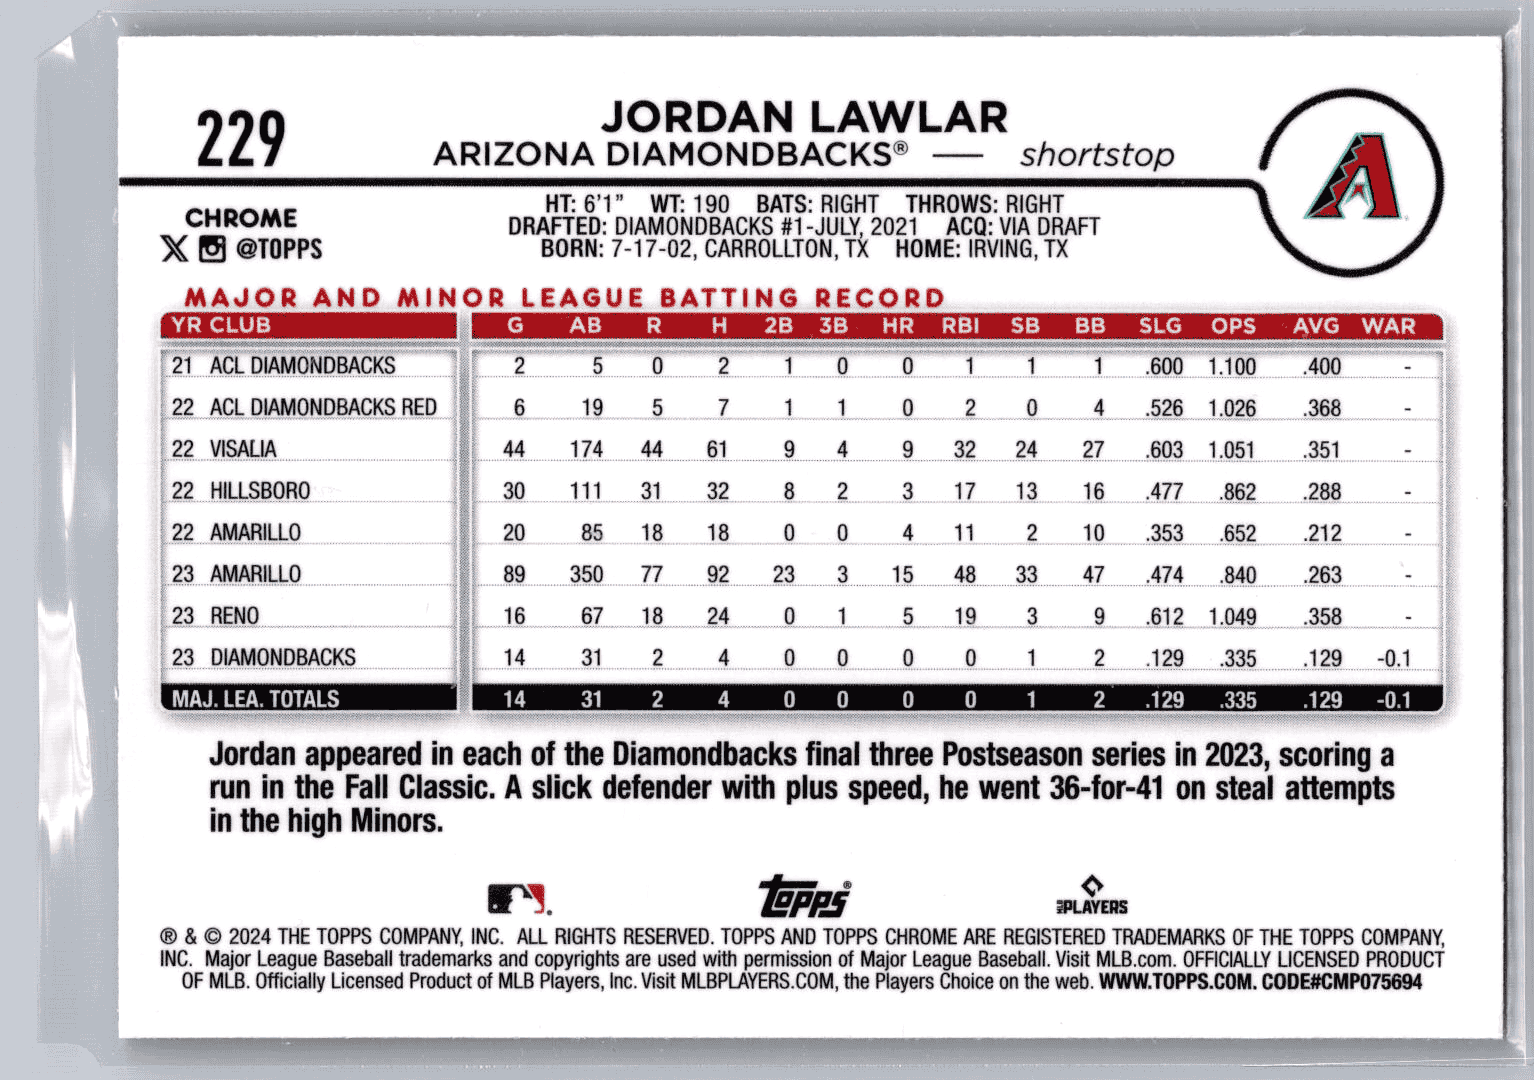 229
JORDAN LAWLAR
ARIZONA DIAMONDBACKS® — shortstop
CHROME
@TOPPS
HT: 6'1" WT: 190 BATS: RIGHT THROWS: RIGHT
DRAFTED: DIAMONDBACKS #1-JULY, 2021 ACQ: VIA DRAFT
BORN: 7-17-02, CARROLLTON, TX HOME: IRVING, TX
MAJOR AND MINOR LEAGUE BATTING RECORD
YR CLUB G AB R H 2B 3B HR RBI SB BB SLG OPS AVG WAR
21 ACL DIAMONDBACKS 2 5 0 2 1 0 0 1 1 1 .600 1.100 .400 -
22 ACL DIAMONDBACKS RED 6 19 5 7 1 1 0 2 0 4 .526 1.026 .368 -
22 VISALIA 44 174 44 61 9 4 9 32 24 27 .603 1.051 .351 -
22 HILLSBORO 30 111 31 32 8 2 3 17 13 16 .477 .862 .288 -
22 AMARILLO 20 85 18 18 0 0 4 11 2 10 .353 .652 .212 -
23 AMARILLO 89 350 77 92 23 3 15 48 33 47 .474 .840 .263 -
23 RENO 16 67 18 24 0 1 5 19 3 9 .612 1.049 .358 -
23 DIAMONDBACKS 14 31 2 4 0 0 0 0 1 2 .129 .335 .129 -0.1
MAJ. LEA. TOTALS 14 31 2 4 0 0 0 0 1 2 .129 .335 .129 -0.1
Jordan appeared in each of the Diamondbacks final three Postseason series in 2023, scoring a
run in the Fall Classic. A slick defender with plus speed, he went 36-for-41 on steal attempts
in the high Minors.
topps®
MLB PLAYERS
® & © 2024 THE TOPPS COMPANY, INC. ALL RIGHTS RESERVED. TOPPS AND TOPPS CHROME ARE REGISTERED TRADEMARKS OF THE TOPPS COMPANY,
INC. Major League Baseball trademarks and copyrights are used with permission of Major League Baseball. Visit MLB.com. OFFICIALLY LICENSED PRODUCT
OF MLB. Officially Licensed Product of MLB Players, Inc. Visit MLBPLAYERS.COM, the Players Choice on the web. WWW.TOPPS.COM. CODE#CMP075694